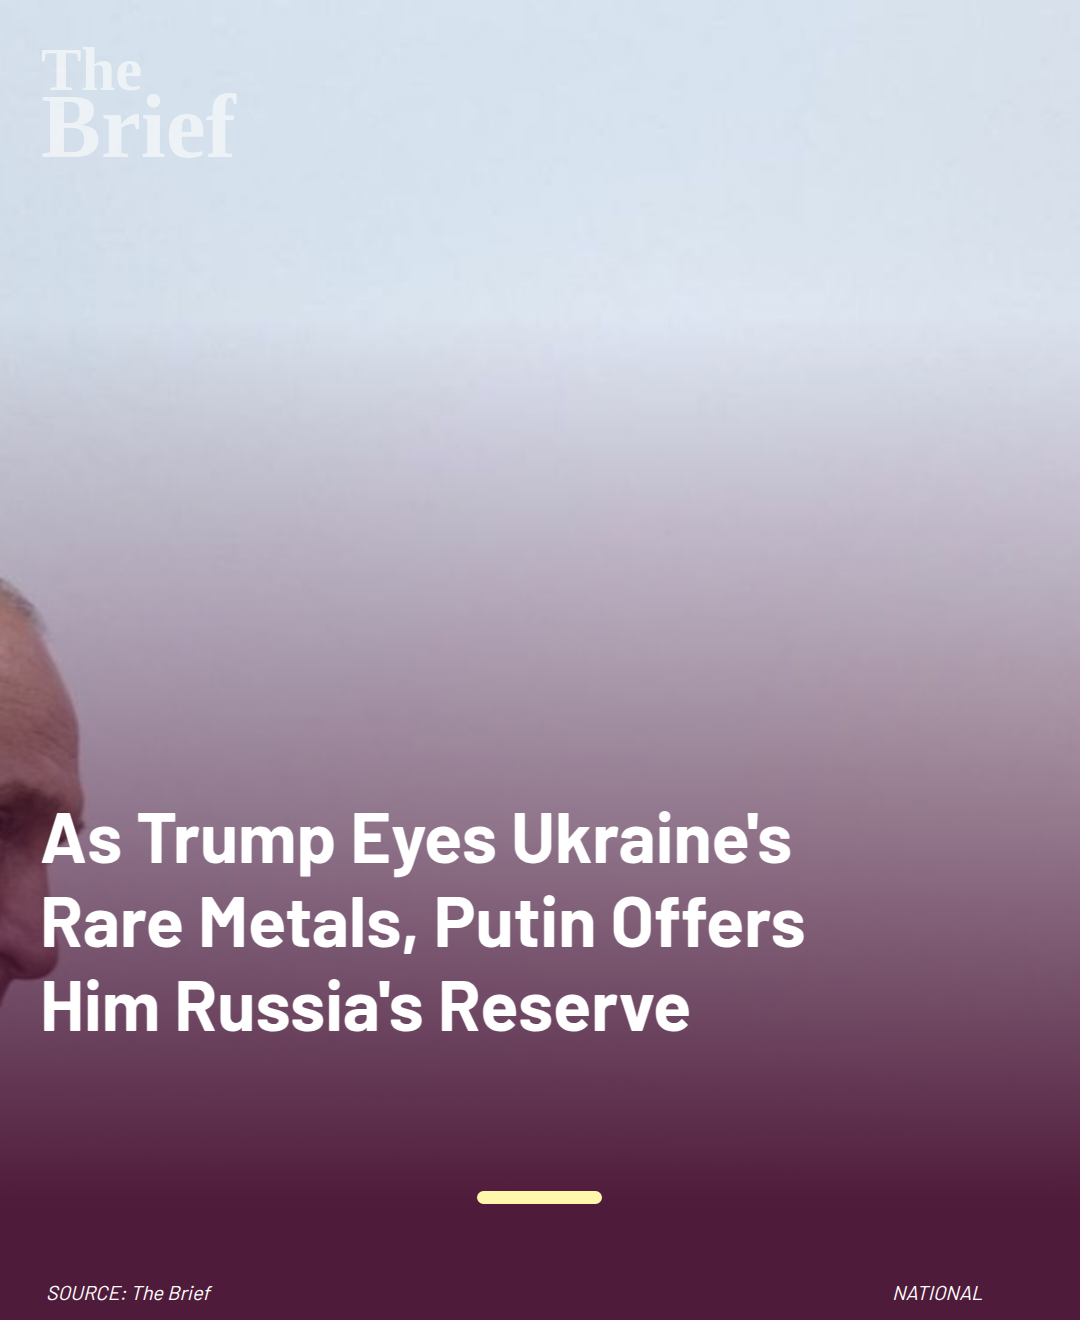 The
Brief
As Trump Eyes Ukraine's
Rare Metals, Putin Offers
Him Russia's Reserve
SOURCE: The Brief
NATIONAL